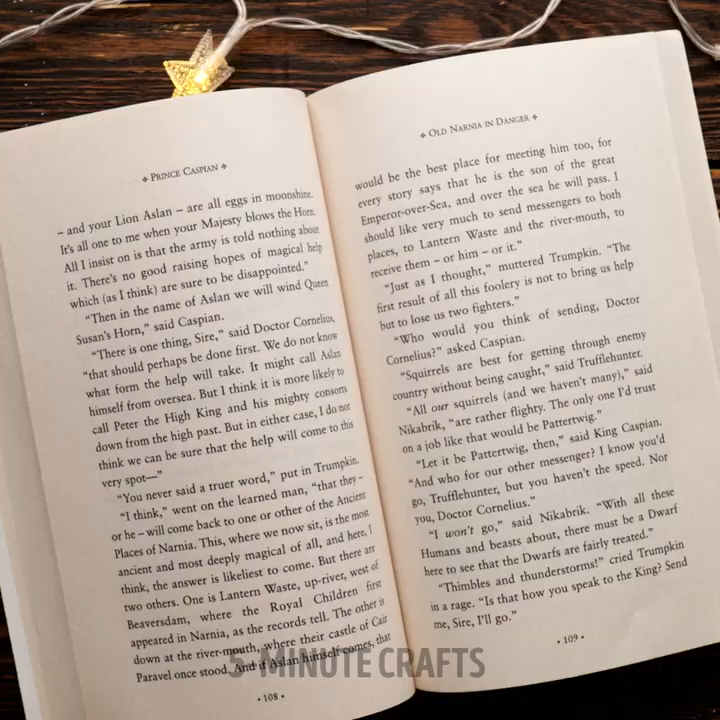 ❖ PRINCE CASPIAN ❖
– and your Lion Aslan – are all eggs in moonshine.
It's all one to me when your Majesty blows the Horn.
All I insist on is that the army is told nothing about
it. There's no good raising hopes of magical help
which (as I think) are sure to be disappointed."
"Then in the name of Aslan we will wind Queen
Susan's Horn," said Caspian.
"There is one thing, Sire," said Doctor Cornelius,
"that should perhaps be done first. We do not know
what form the help will take. It might call Aslan
himself from oversea. But I think it is more likely to
call Peter the High King and his mighty consorts
down from the high past. But in either case, I do not
think we can be sure that the help will come to this
very spot—"
"You never said a truer word," put in Trumpkin.
"I think," went on the learned man, "that they –
or he – will come back to one or other of the Ancient
Places of Narnia. This, where we now sit, is the most
ancient and most deeply magical of all, and here, I
think, the answer is likeliest to come. But there are
two others. One is Lantern Waste, up-river, west of
Beaversdam, where the Royal Children first
appeared in Narnia, as the records tell. The other is
down at the river-mouth, where their castle of Cair
Paravel once stood. And if Aslan himself comes, that
• 108 •
❖ OLD NARNIA IN DANGER ❖
would be the best place for meeting him too, for
every story says that he is the son of the great
Emperor-over-Sea, and over the sea he will pass. I
should like very much to send messengers to both
places, to Lantern Waste and the river-mouth, to
receive them – or him – or it."
"Just as I thought," muttered Trumpkin. "The
first result of all this foolery is not to bring us help
but to lose us two fighters."
"Who would you think of sending, Doctor
Cornelius?" asked Caspian.
"Squirrels are best for getting through enemy
country without being caught," said Trufflehunter.
"All our squirrels (and we haven't many)," said
Nikabrik, "are rather flighty. The only one I'd trust
on a job like that would be Pattertwig."
"Let it be Pattertwig, then," said King Caspian.
"And who for our other messenger? I know you'd
go, Trufflehunter, but you haven't the speed. Nor
you, Doctor Cornelius."
"I won't go," said Nikabrik. "With all these
Humans and beasts about, there must be a Dwarf
here to see that the Dwarfs are fairly treated."
"Thimbles and thunderstorms!" cried Trumpkin
in a rage. "Is that how you speak to the King? Send
me, Sire, I'll go."
• 109 •
5-MINUTE CRAFTS